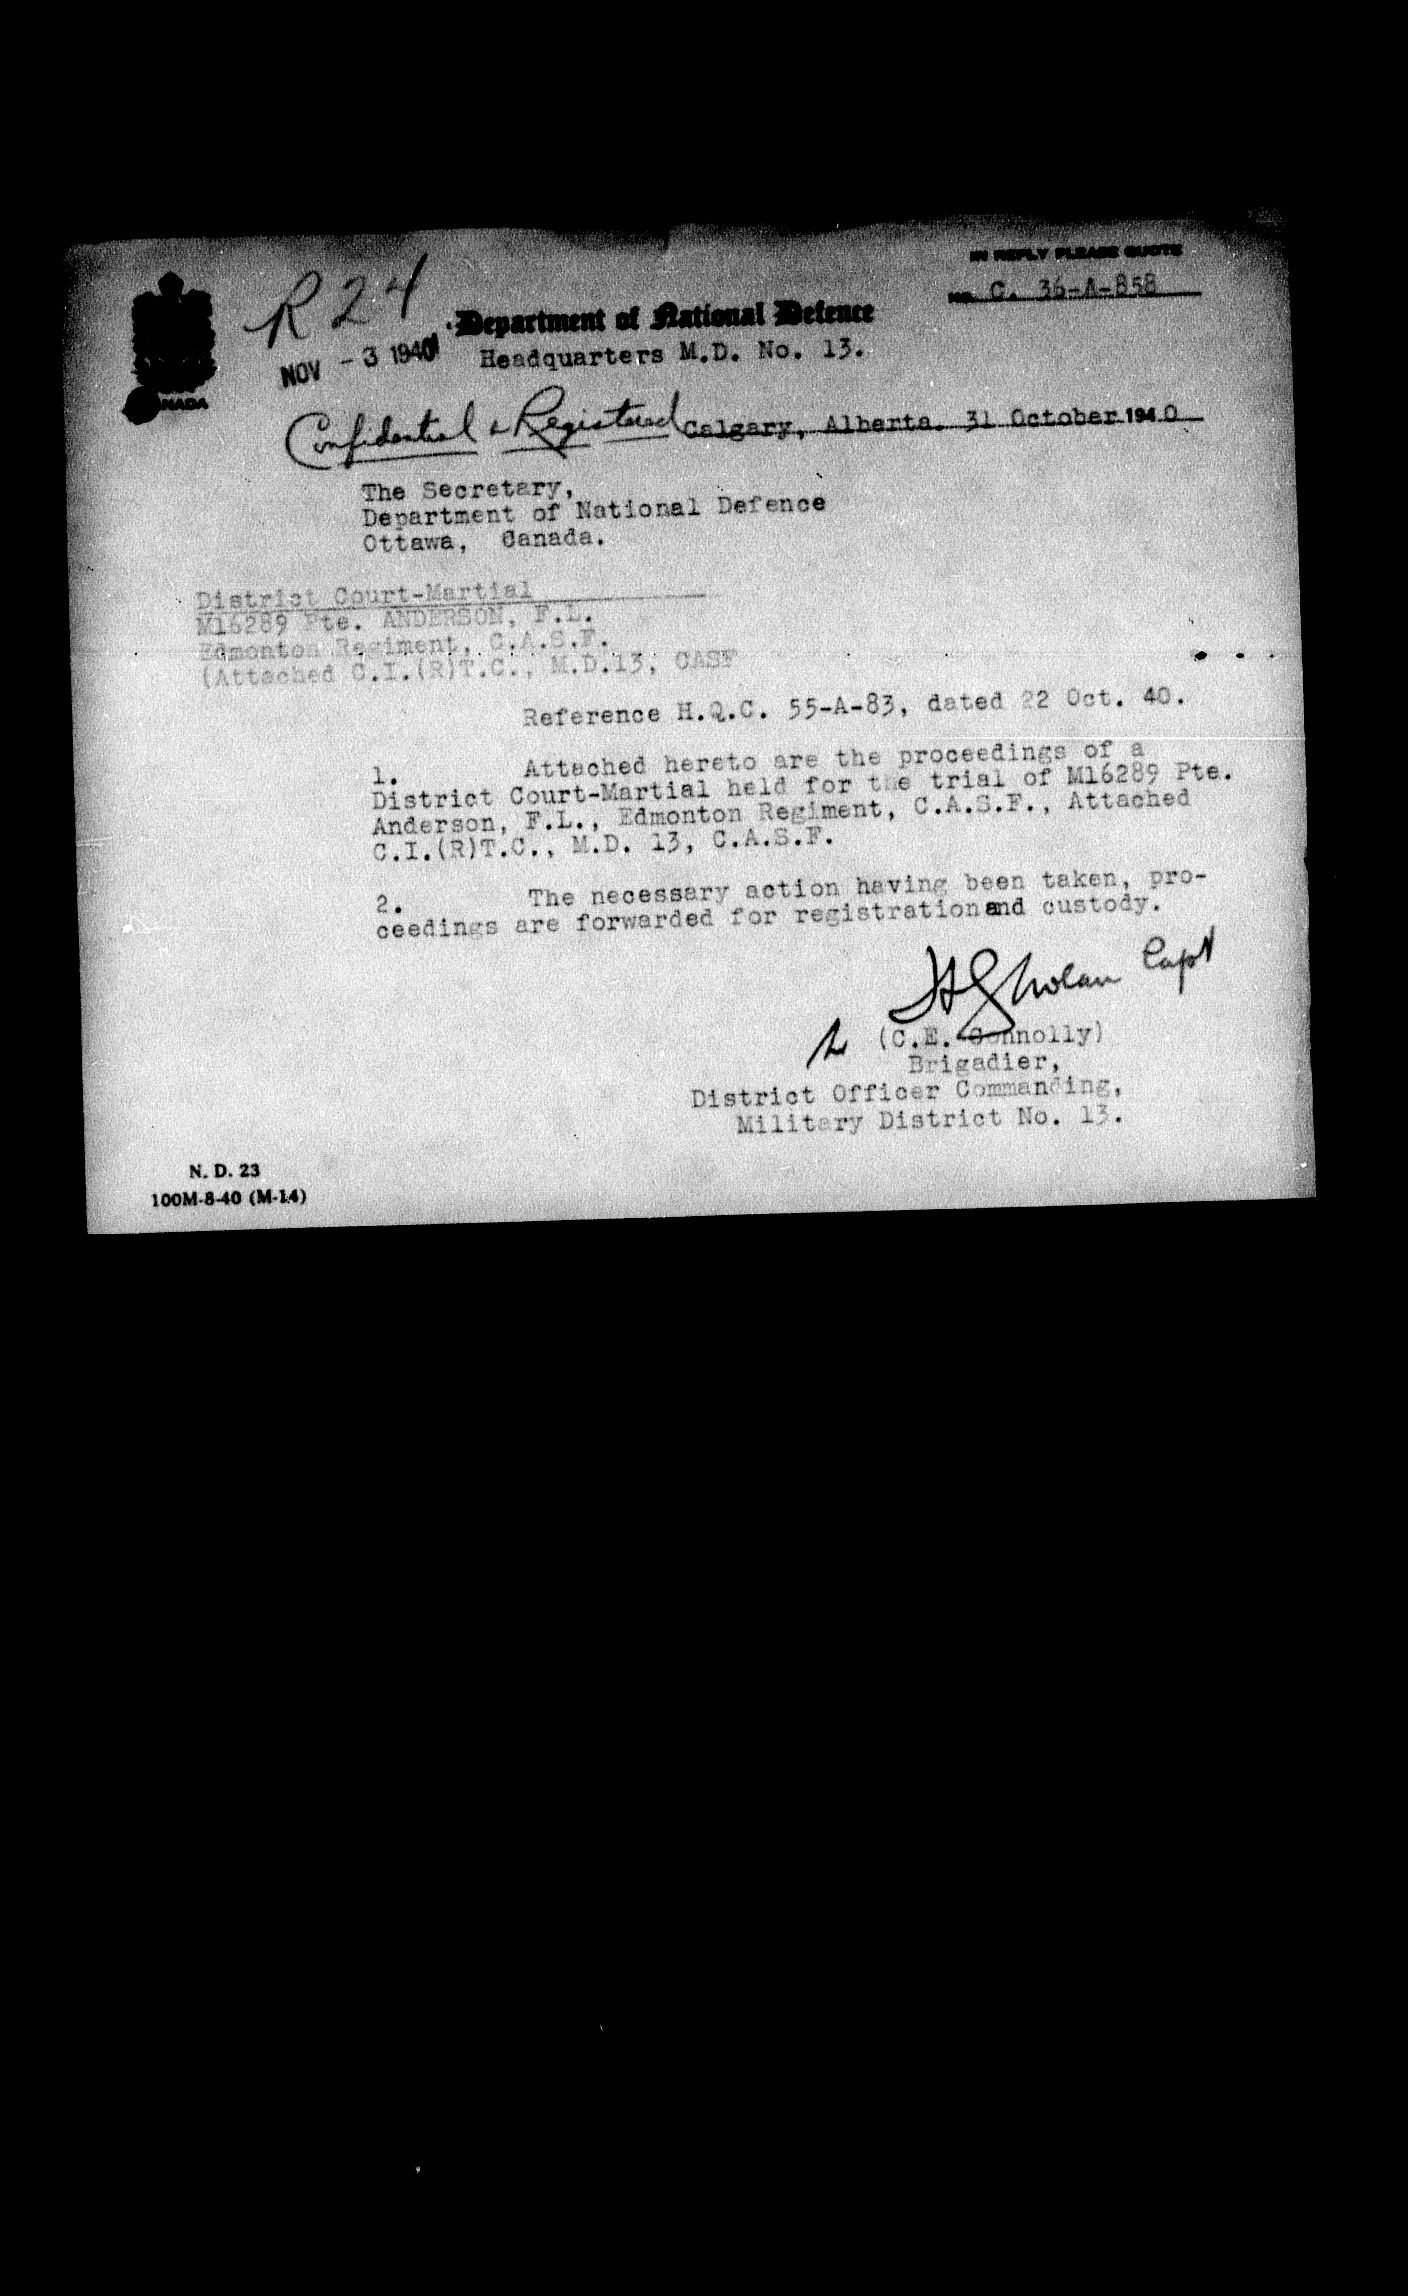 IN REPLY PLEASE QUOTE
No. C. 36-A-858
R24
Department of National Defence
NOV - 3 1940
Headquarters M.D. No. 13.
CANADA
Confidential & Registered
Calgary, Alberta. 31 October 1940
The Secretary,
Department of National Defence
Ottawa, Canada.
District Court-Martial
M16289 Pte. ANDERSON, F.L.
Edmonton Regiment, C.A.S.F.
(Attached C.I.(R)T.C., M.D.13, CASF
Reference H.Q.C. 55-A-83, dated 22 Oct. 40.
1. Attached hereto are the proceedings of a
District Court-Martial held for the trial of M16289 Pte.
Anderson, F.L., Edmonton Regiment, C.A.S.F., Attached
C.I.(R)T.C., M.D. 13, C.A.S.F.
2. The necessary action having been taken, pro-
ceedings are forwarded for registration and custody.
HG Nolan Capt
(C.E. Connolly)
Brigadier,
District Officer Commanding,
Military District No. 13.
N. D. 23
100M-8-40 (M-14)